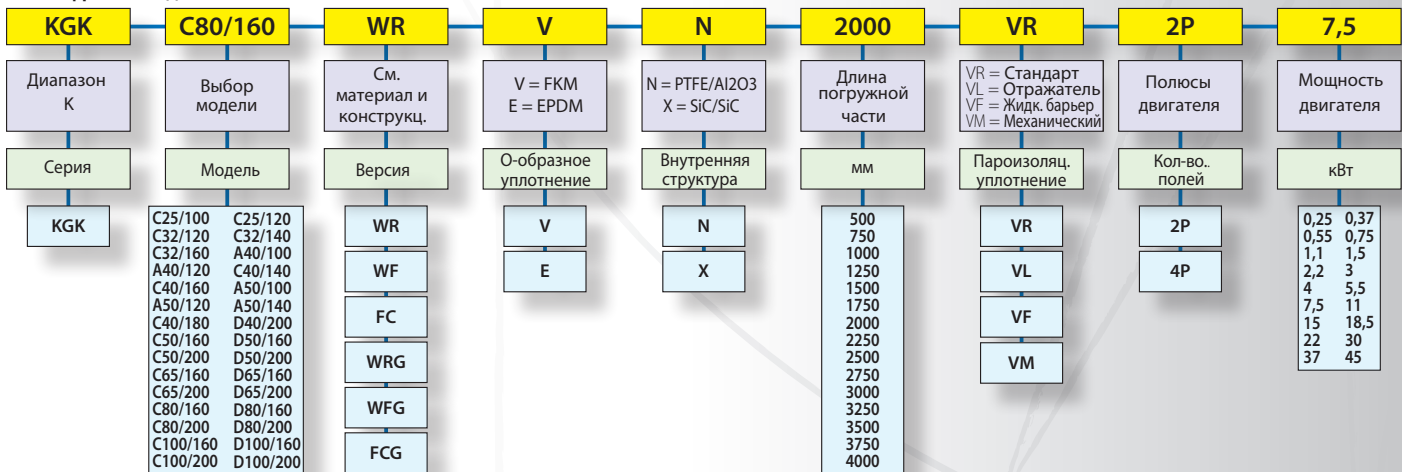 KGK
C80/160
WR
V
N
2000
VR
2P
7,5
Диапазон
К
Выбор
модели
См.
материал и
конструкц.
V = FKM
E = EPDM
N = PTFE/Al2O3
X = SiC/SiC
Длина
погружной
части
VR = Стандарт
VL = Отражатель
VF = Жидк. барьер
VM = Механический
Полюсы
двигателя
Мощность
двигателя
Серия
Модель
Версия
О-образное
уплотнение
Внутренняя
структура
мм
Пароизоляц.
уплотнение
Кол-во..
полей
кВт
KGK
C25/100 C25/120
C32/120 C32/140
C32/160 A40/100
A40/120 C40/140
C40/160 A50/100
A50/120 A50/140
C40/180 D40/200
C50/160 D50/160
C50/200 D50/200
C65/160 D65/160
C65/200 D65/200
C80/160 D80/160
C80/200 D80/200
C100/160 D100/160
C100/200 D100/200
WR
WF
FC
WRG
WFG
FCG
V
E
N
X
500
750
1000
1250
1500
1750
2000
2250
2500
2750
3000
3250
3500
3750
4000
VR
VL
VF
VM
2P
4P
0,25 0,37
0,55 0,75
1,1 1,5
2,2 3
4 5,5
7,5 11
15 18,5
22 30
37 45